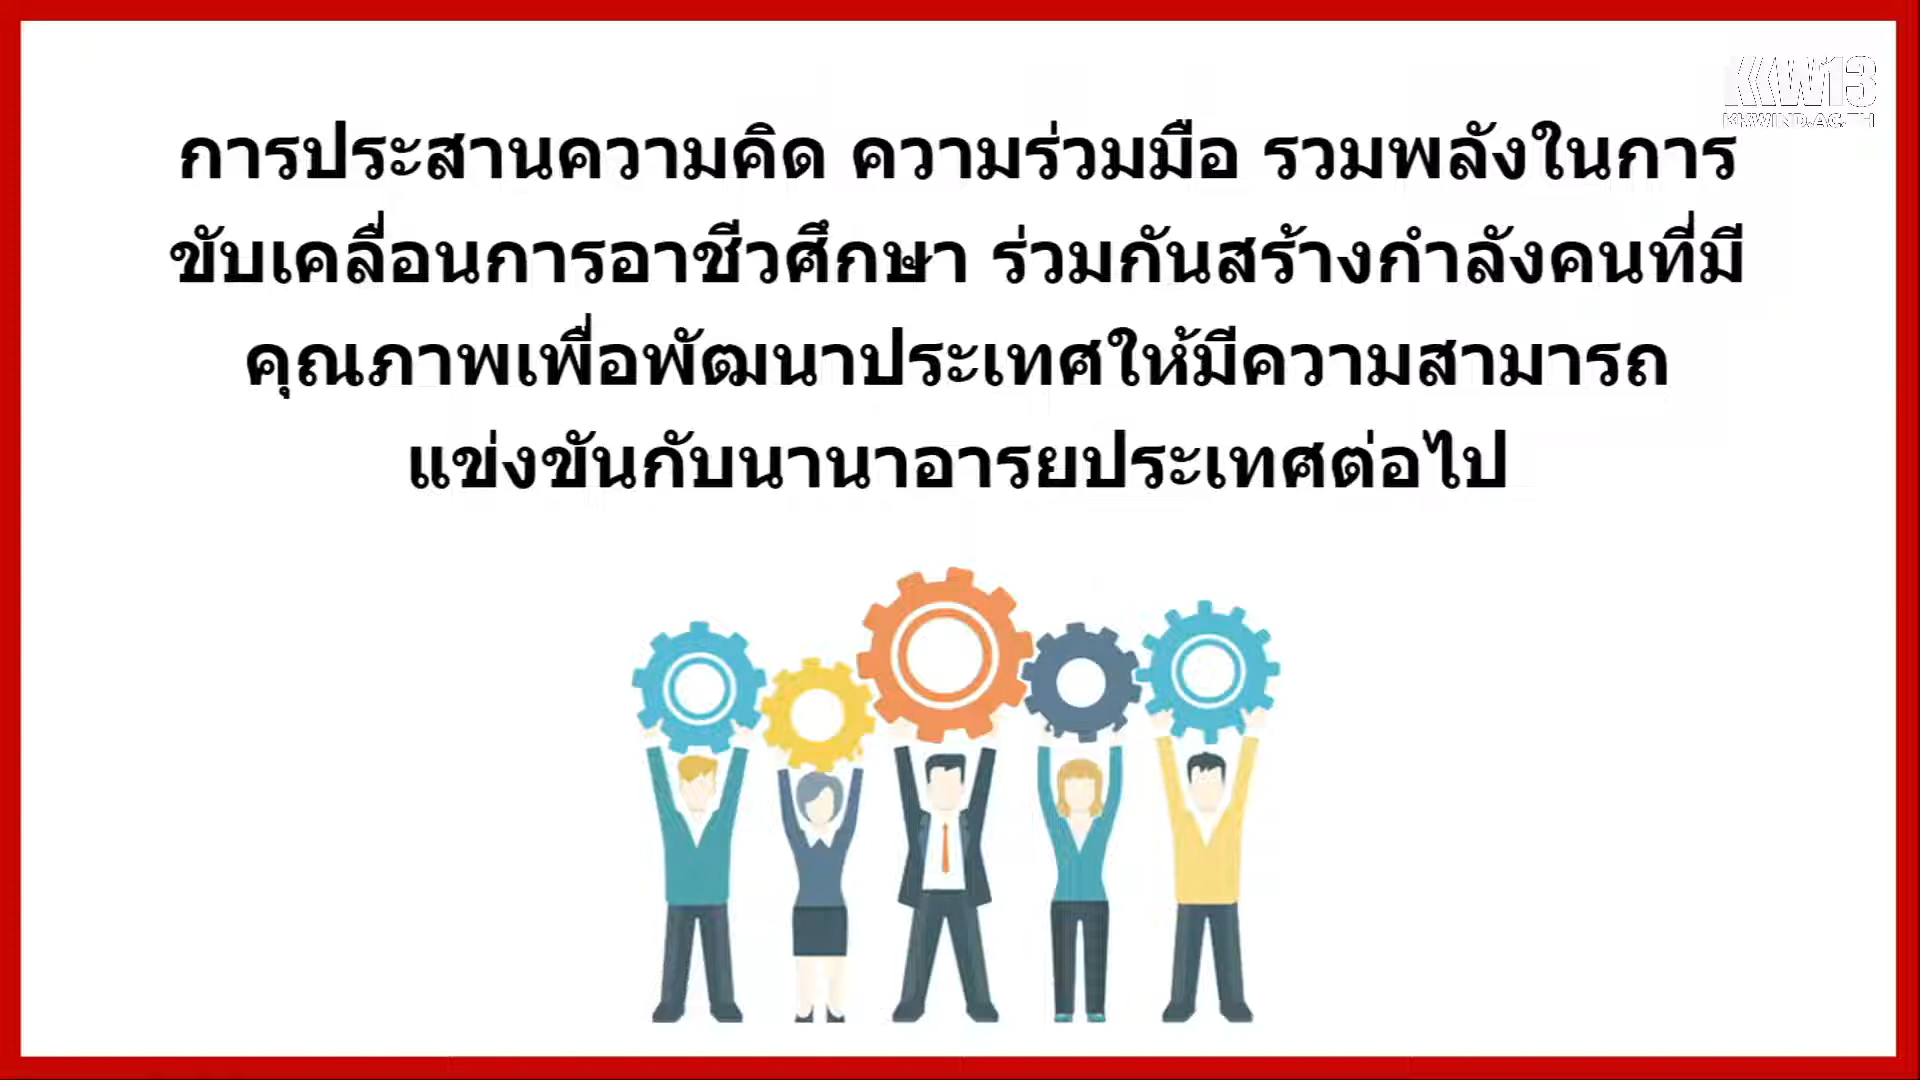 KKW13
KKWIND.AC.TH
การประสานความคิด ความร่วมมือ รวมพลังในการ
ขับเคลื่อนการอาชีวศึกษา ร่วมกันสร้างกำลังคนที่มี
คุณภาพเพื่อพัฒนาประเทศให้มีความสามารถ
แข่งขันกับนานาอารยประเทศต่อไป